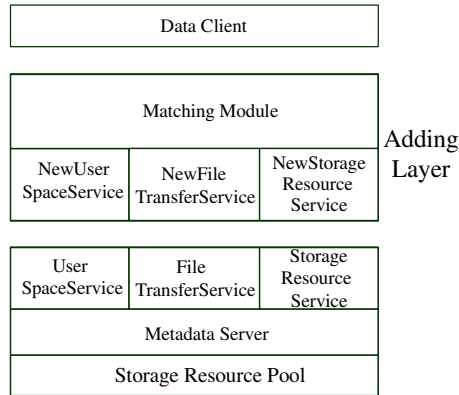 Data Client
Matching Module
Adding
Layer
NewUser
SpaceService
NewFile
TransferService
NewStorage
Resource
Service
User
SpaceService
File
TransferService
Storage
Resource
Service
Metadata Server
Storage Resource Pool